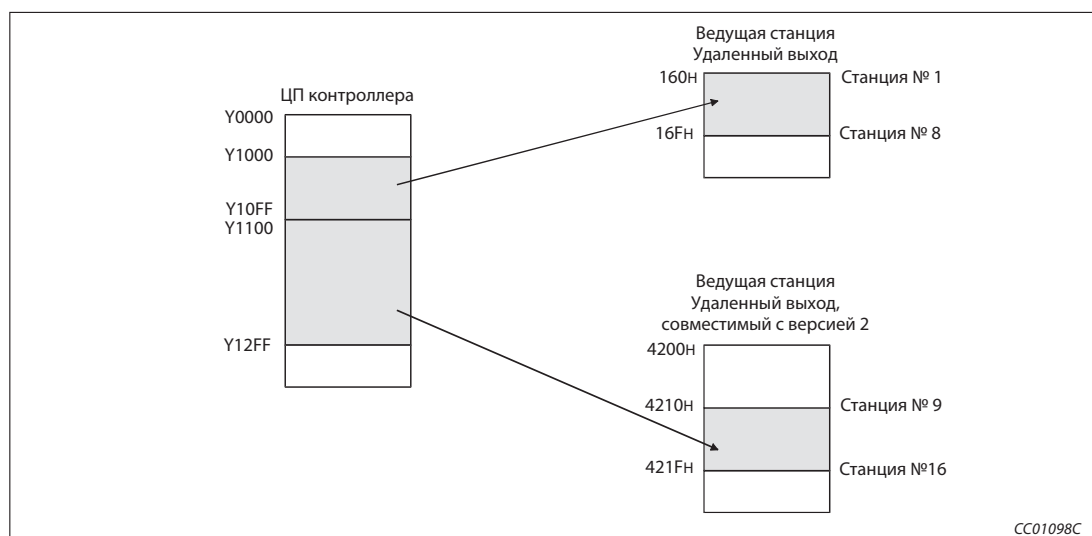 ЦП контроллера
Y0000
Y1000
Y10FF
Y1100
Y12FF
Ведущая станция
Удаленный выход
160H
Станция № 1
16FH
Станция № 8
Ведущая станция
Удаленный выход,
совместимый с версией 2
4200H
4210H
Станция № 9
421FH
Станция №16
CC01098C